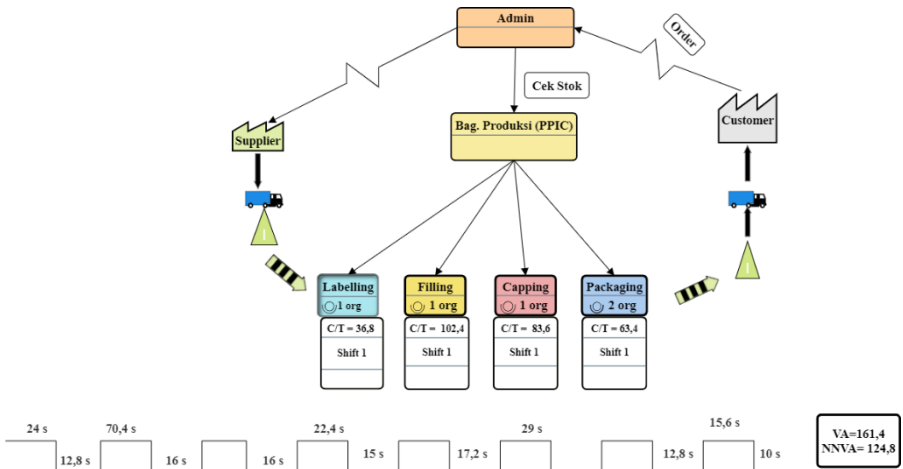 Admin
Order
Cek Stok
Supplier
Bag. Produksi (PPIC)
Customer
I
I
Labelling
1 org
Filling
1 org
Capping
1 org
Packaging
2 org
C/T = 36,8
Shift 1
C/T = 102,4
Shift 1
C/T = 83,6
Shift 1
C/T = 63,4
Shift 1
24 s
12,8 s
70,4 s
16 s
16 s
22,4 s
15 s
17,2 s
29 s
12,8 s
15,6 s
10 s
VA=161,4
NNVA= 124,8